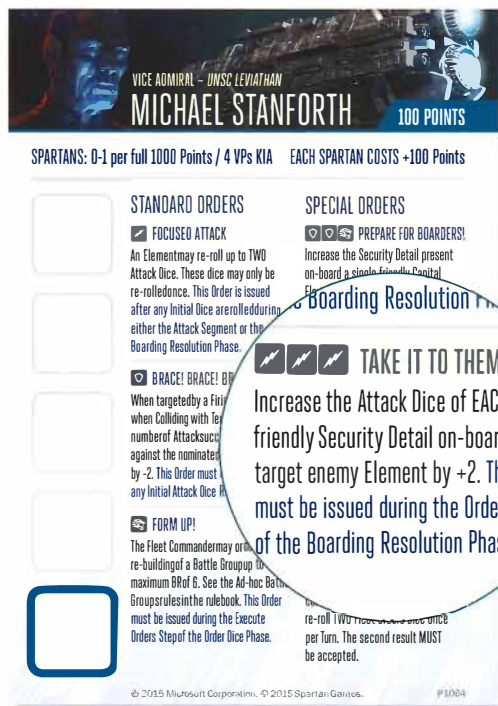 VICE ADMIRAL – UNSC LEVIATHAN
MICHAEL STANFORTH
100 POINTS
SPARTANS: 0-1 per full 1000 Points / 4 VPs KIA EACH SPARTAN COSTS +100 Points
STANDARD ORDERS
FOCUSED ATTACK
An Elementmay re-roll up to TWO
Attack Dice. These dice may only be
re-rolledonce. This Order is issued
after any Initial Dice arerolledduring
either the Attack Segment or the
Boarding Resolution Phase.
BRACE! BRACE! BR
When targetedby a Firi
when Colliding with Te
numberof Attacksucc
against the nominated
by -2. This Order must
any Initial Attack Dice R
FORM UP!
The Fleet Commandermay or
re-buildingof a Battle Groupup to
maximum BRof 6. See the Ad-hoc Bat
Groupsrulesinthe rulebook. This Order
must be issued during the Execute
Orders Stepof the Order Dice Phase.
SPECIAL ORDERS
PREPARE FOR BOARDERS!
Increase the Security Detail present
on-board a single friendly Capital
Boarding Resolution
TAKE IT TO THEM
Increase the Attack Dice of EAC
friendly Security Detail on-boar
target enemy Element by +2. Th
must be issued during the Orde
of the Boarding Resolution Phas
re-roll TWO Fleet Orders Dice once
per Turn. The second result MUST
be accepted.
© 2015 Microsoft Corporation. © 2015 Spartan Games.
P1064